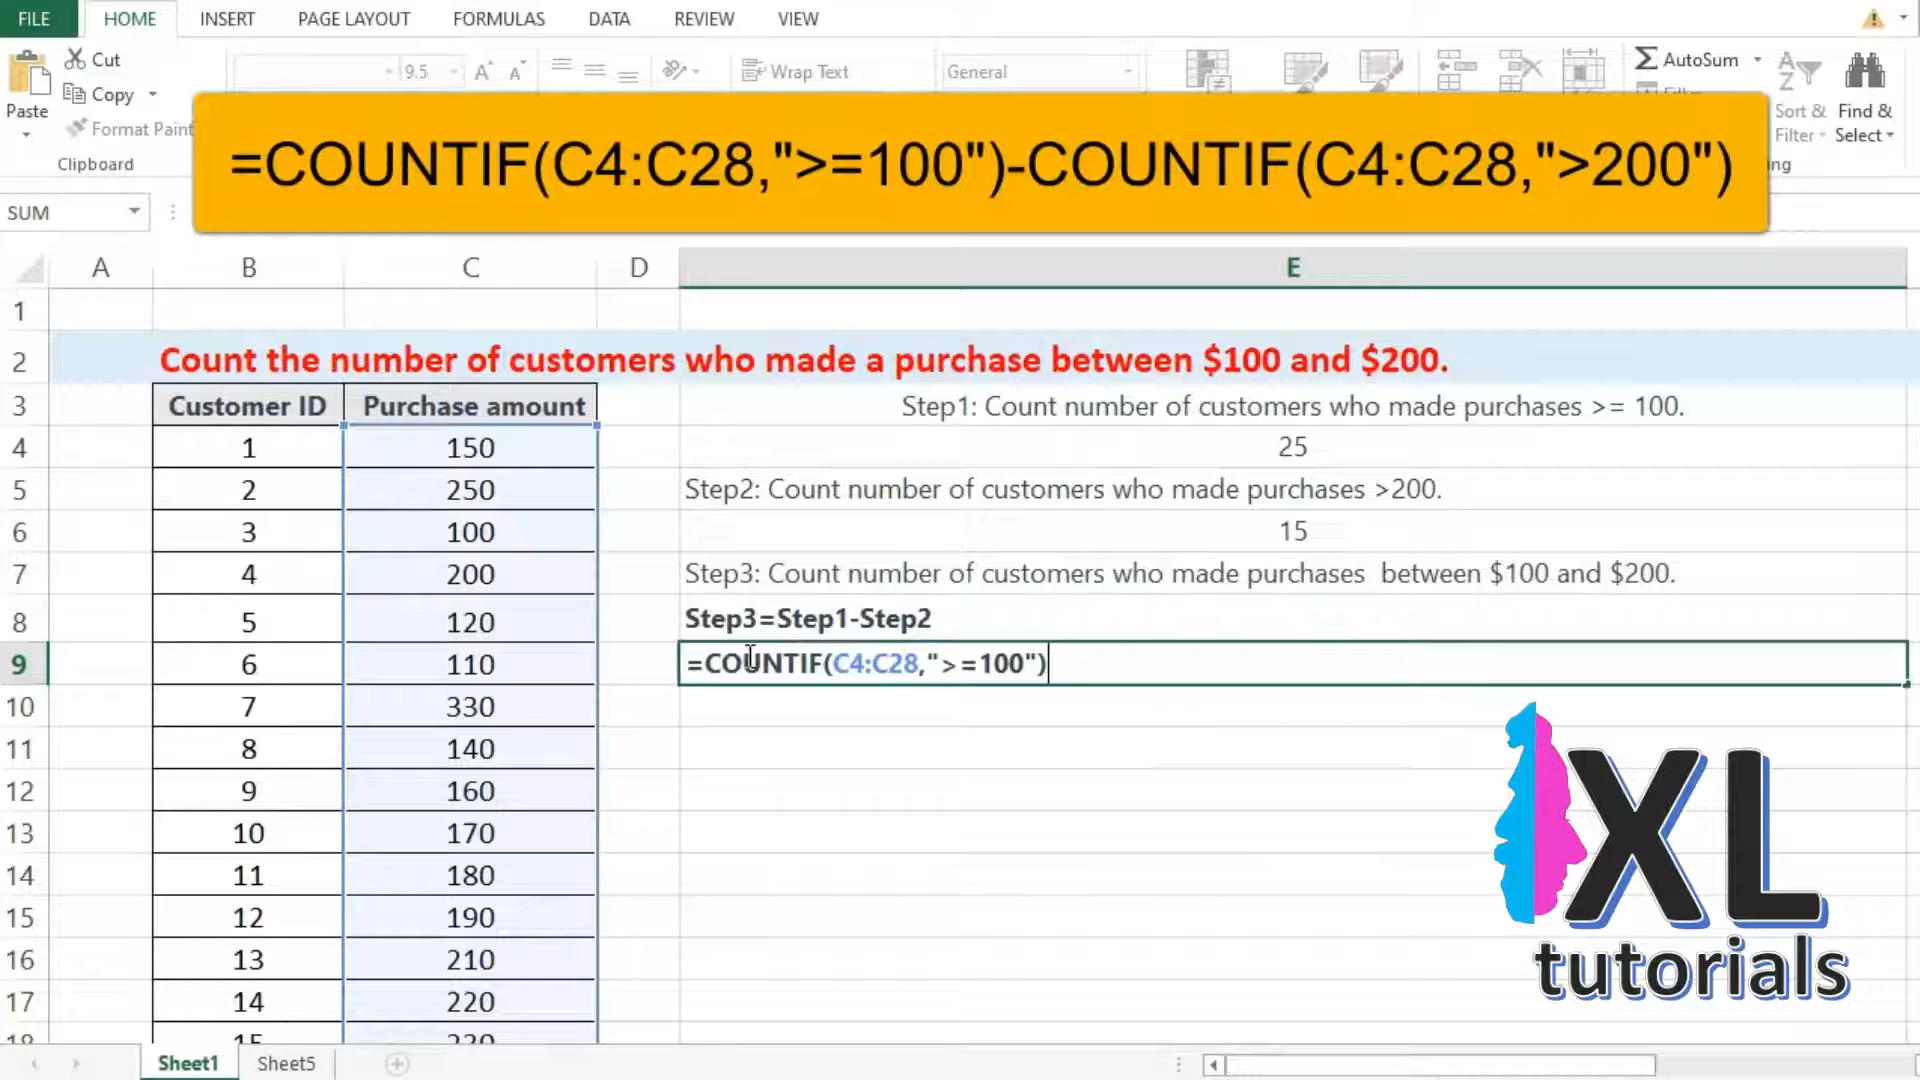 FILE HOME INSERT PAGE LAYOUT FORMULAS DATA REVIEW VIEW
Cut
9.5 Wrap Text General AutoSum
Copy
Paste Sort & Find &
Format Paint Filter Select
Clipboard ng
=COUNTIF(C4:C28,">=100")-COUNTIF(C4:C28,">200")
SUM
A B C D E
1
2 Count the number of customers who made a purchase between $100 and $200.
3 Customer ID Purchase amount Step1: Count number of customers who made purchases >= 100.
4 1 150 25
5 2 250 Step2: Count number of customers who made purchases >200.
6 3 100 15
7 4 200 Step3: Count number of customers who made purchases between $100 and $200.
8 5 120 Step3=Step1-Step2
9 6 110 =COUNTIF(C4:C28,">=100")
10 7 330
11 8 140
12 9 160
13 10 170
14 11 180
15 12 190
16 13 210
17 14 220
XL
tutorials
Sheet1 Sheet5